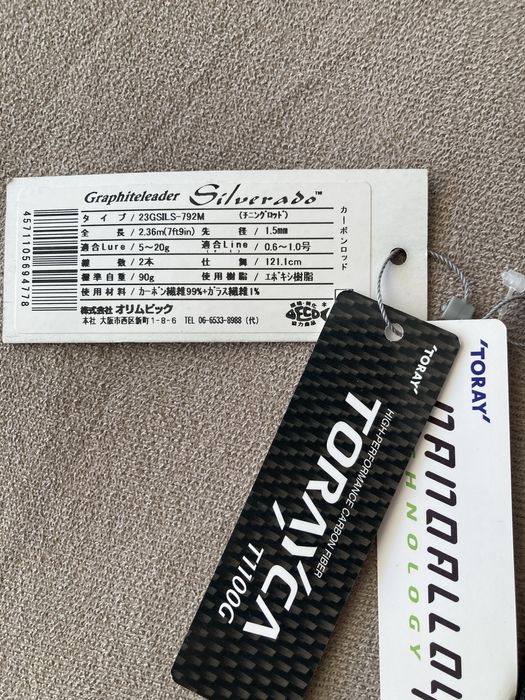 Graphiteleader Silverado™
タイプ 23GSILS-792M (チニングロッド)
全長 2.36m(7ft9in) 先径 1.5mm
適合Lure 5~20g 適合Line (PE) 0.6~1.0号
継数 2本 仕舞 121.1cm
標準自重 90g 使用樹脂 エポキシ樹脂
使用材料 カーボン繊維99%+ガラス繊維1%
株式会社 オリムピック
本社 大阪市西区新町1-8-6 TEL 06-6533-8988 (代)
カーボンロッド
4571105694778
'TORAY'
HIGH-PERFORMANCE CARBON FIBER
TORAYCA
T1100G
'TORAY'
NANOALLOY
HNOLOGY